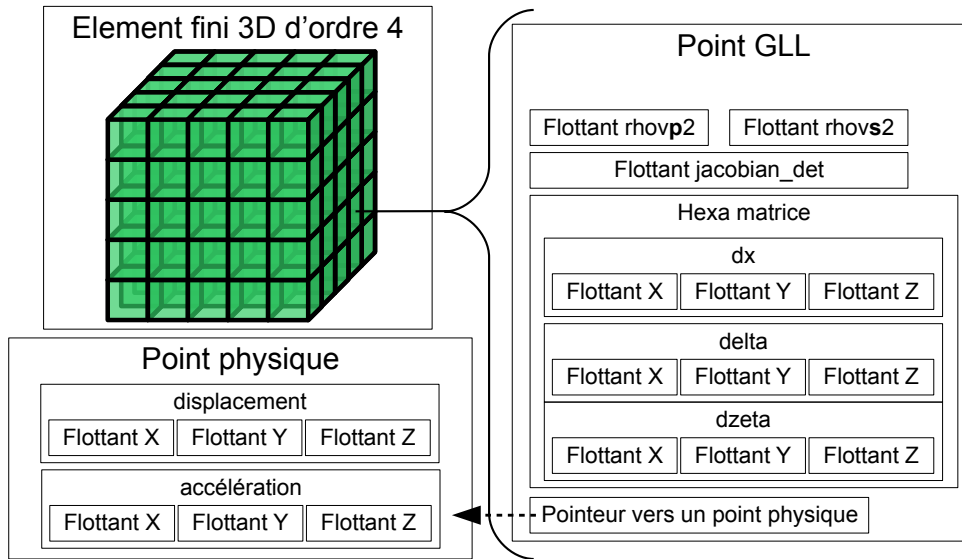 Element fini 3D d'ordre 4
Point physique
displacement
Flottant X Flottant Y Flottant Z
accélération
Flottant X Flottant Y Flottant Z
Point GLL
Flottant rhovp2 Flottant rhovs2
Flottant jacobian_det
Hexa matrice
dx
Flottant X Flottant Y Flottant Z
delta
Flottant X Flottant Y Flottant Z
dzeta
Flottant X Flottant Y Flottant Z
Pointeur vers un point physique